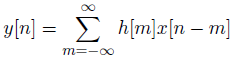 y[n] = \sum_{m=-\infty}^{\infty} h[m]x[n-m]